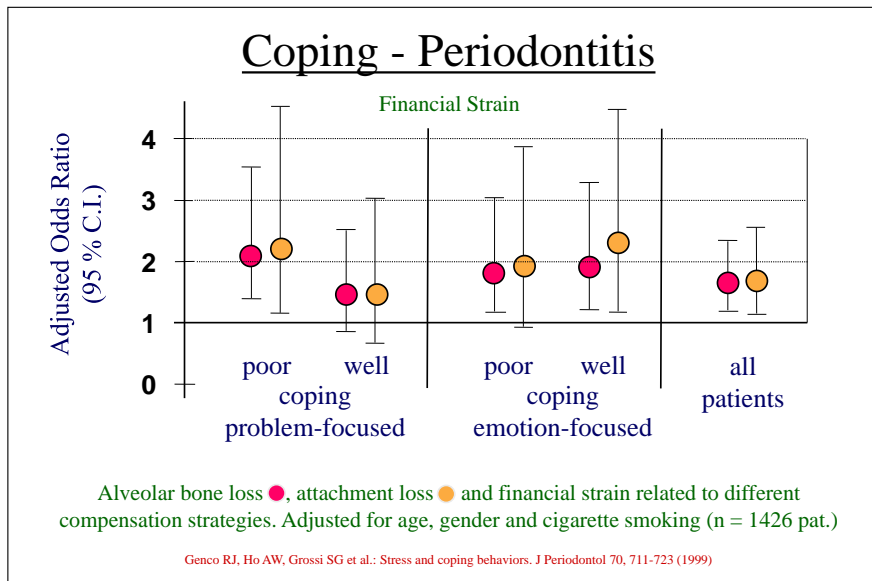 Coping - Periodontitis
Financial Strain
Adjusted Odds Ratio
(95 % C.I.)
4
3
2
1
0
poor well
coping
problem-focused
poor well
coping
emotion-focused
all
patients
Alveolar bone loss , attachment loss and financial strain related to different
compensation strategies. Adjusted for age, gender and cigarette smoking (n = 1426 pat.)
Genco RJ, Ho AW, Grossi SG et al.: Stress and coping behaviors. J Periodontol 70, 711-723 (1999)